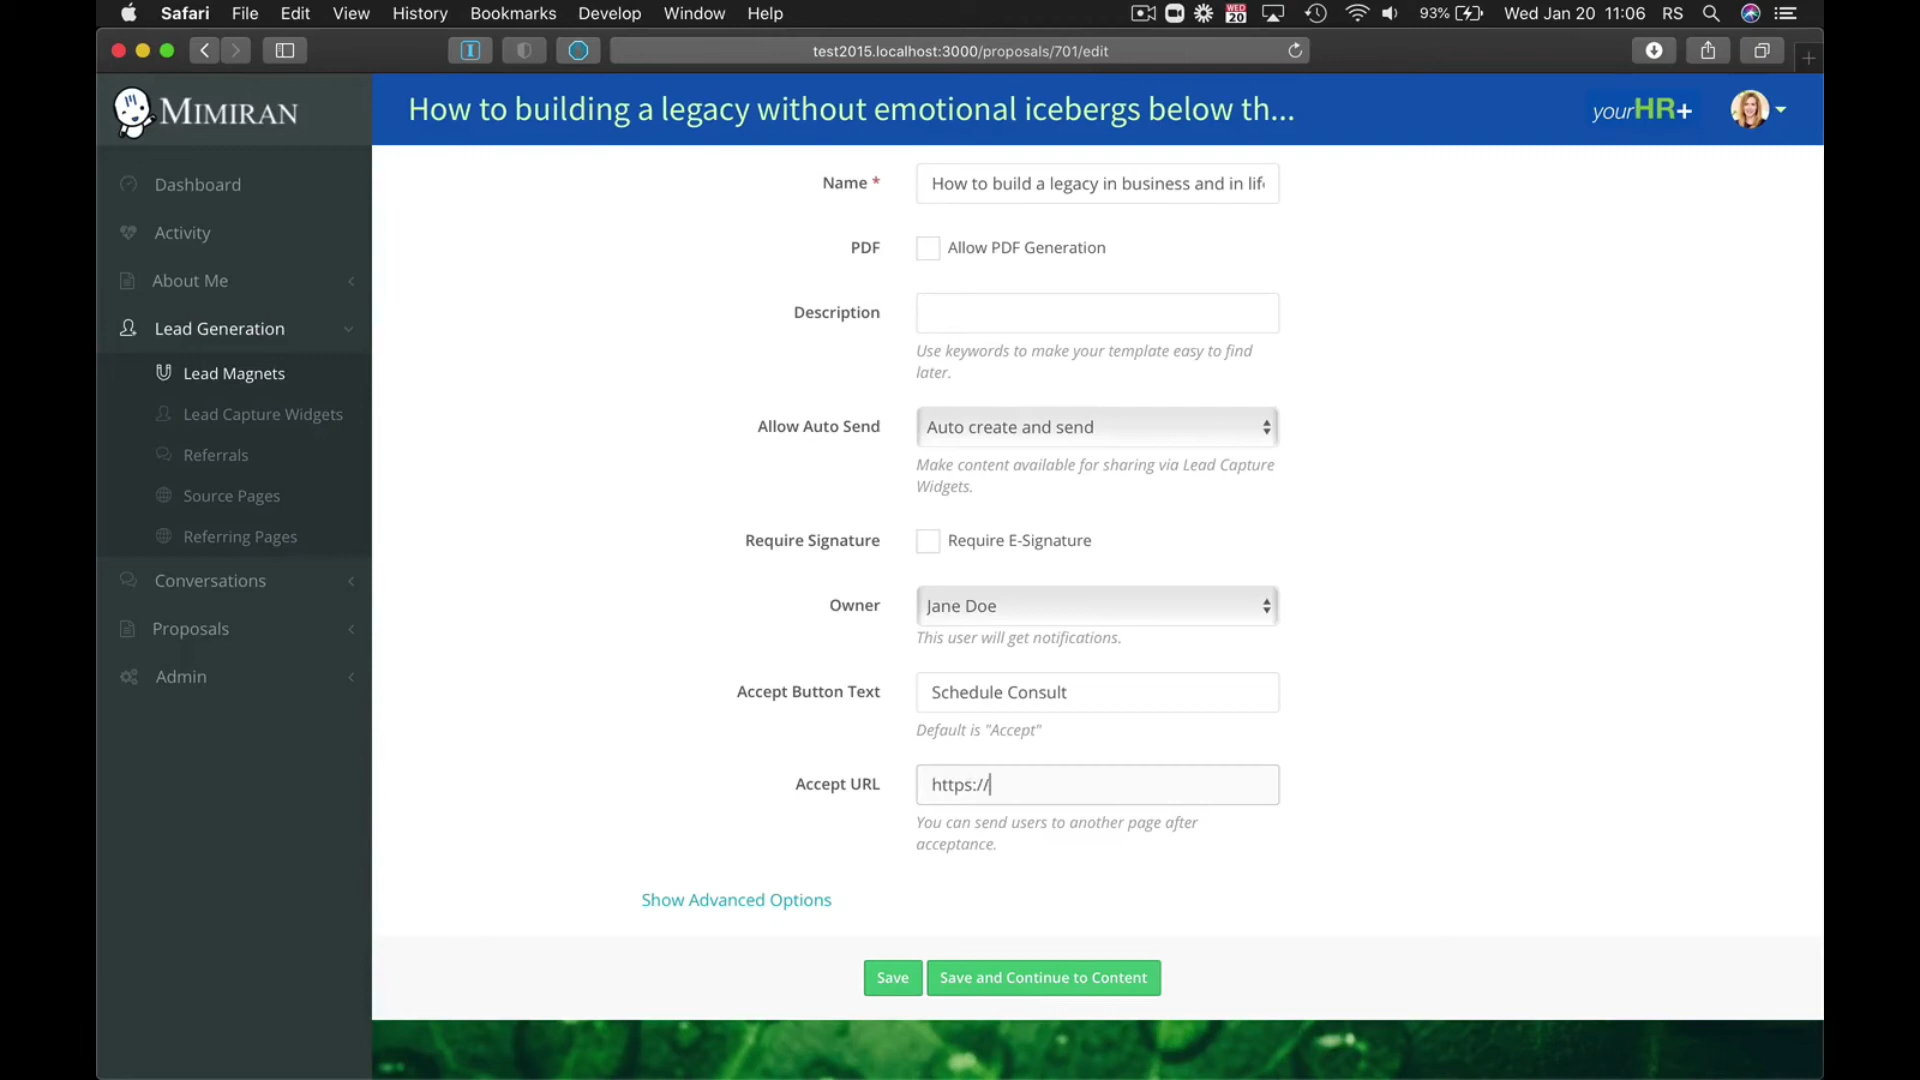 Safari File Edit View History Bookmarks Develop Window Help WED 20 93% Wed Jan 20 11:06 RS
test2015.localhost:3000/proposals/701/edit
MIMIRAN
How to building a legacy without emotional icebergs below th...
yourHR+
Dashboard
Activity
About Me
Lead Generation
Lead Magnets
Lead Capture Widgets
Referrals
Source Pages
Referring Pages
Conversations
Proposals
Admin
Name * How to build a legacy in business and in life
PDF Allow PDF Generation
Description
Use keywords to make your template easy to find
later.
Allow Auto Send Auto create and send
Make content available for sharing via Lead Capture
Widgets.
Require Signature Require E-Signature
Owner Jane Doe
This user will get notifications.
Accept Button Text Schedule Consult
Default is "Accept"
Accept URL https://
You can send users to another page after
acceptance.
Show Advanced Options
Save Save and Continue to Content